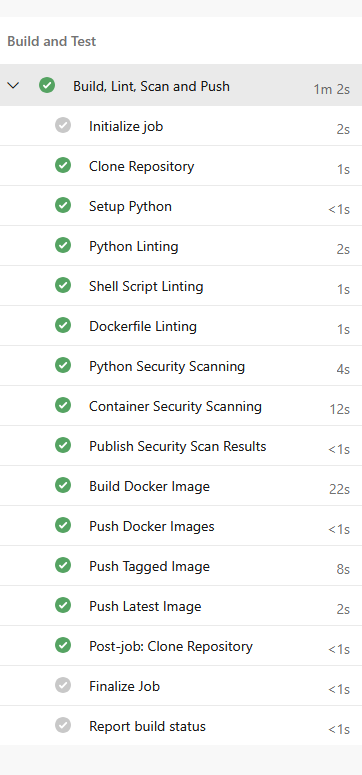 Build and Test
Build, Lint, Scan and Push 1m 2s
Initialize job 2s
Clone Repository 1s
Setup Python <1s
Python Linting 2s
Shell Script Linting 1s
Dockerfile Linting 1s
Python Security Scanning 4s
Container Security Scanning 12s
Publish Security Scan Results <1s
Build Docker Image 22s
Push Docker Images <1s
Push Tagged Image 8s
Push Latest Image 2s
Post-job: Clone Repository <1s
Finalize Job <1s
Report build status <1s